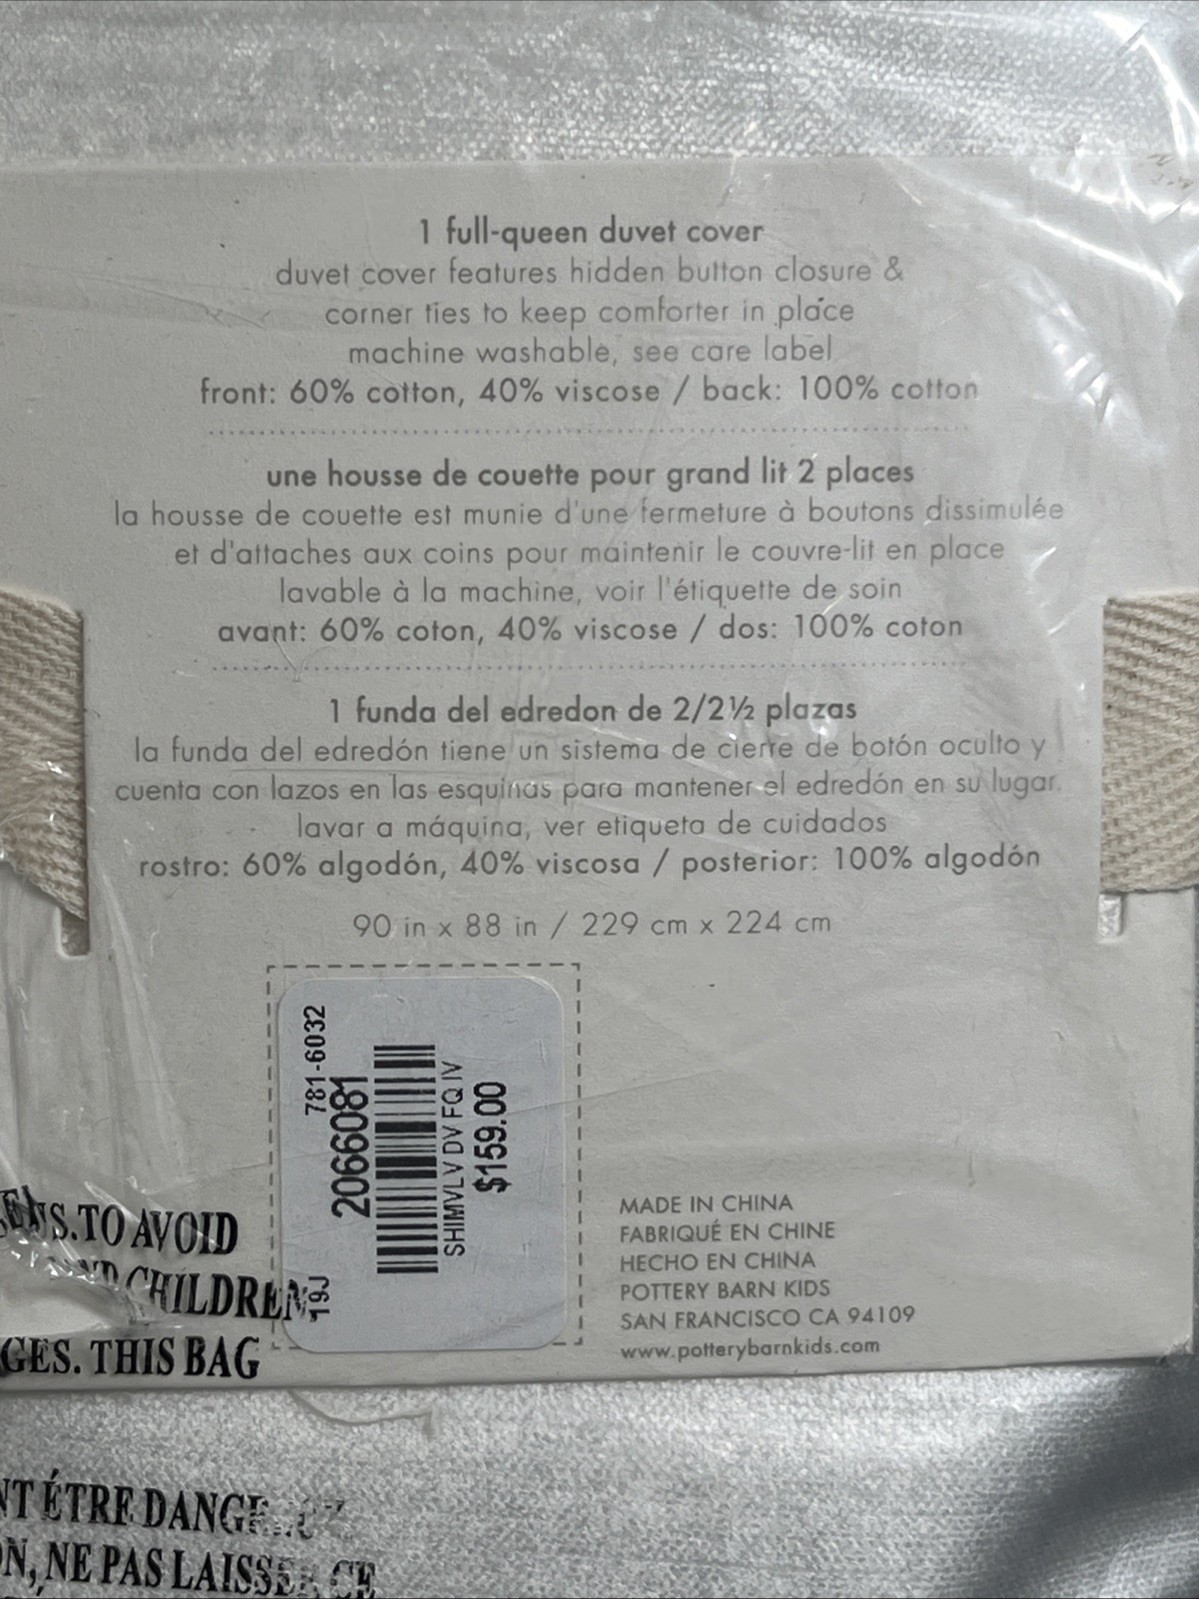 1 full-queen duvet cover
duvet cover features hidden button closure &
corner ties to keep comforter in place
machine washable, see care label
front: 60% cotton, 40% viscose / back: 100% cotton
une housse de couette pour grand lit 2 places
la housse de couette est munie d'une fermeture à boutons dissimulée
et d'attaches aux coins pour maintenir le couvre-lit en place
lavable à la machine, voir l'étiquette de soin
avant: 60% coton, 40% viscose / dos: 100% coton
1 funda del edredon de 2/2½ plazas
la funda del edredón tiene un sistema de cierre de botón oculto y
cuenta con lazos en las esquinas para mantener el edredón en su lugar.
lavar a máquina, ver etiqueta de cuidados
rostro: 60% algodón, 40% viscosa / posterior: 100% algodón
90 in x 88 in / 229 cm x 224 cm
781-6032
2066081
SHIMVLV DV FQ IV
$159.00
19J
MADE IN CHINA
FABRIQUÉ EN CHINE
HECHO EN CHINA
POTTERY BARN KIDS
SAN FRANCISCO CA 94109
www.potterybarnkids.com
TO AVOID
CHILDREN
GES. THIS BAG
NT ÉTRE
ON, NE PAS CE